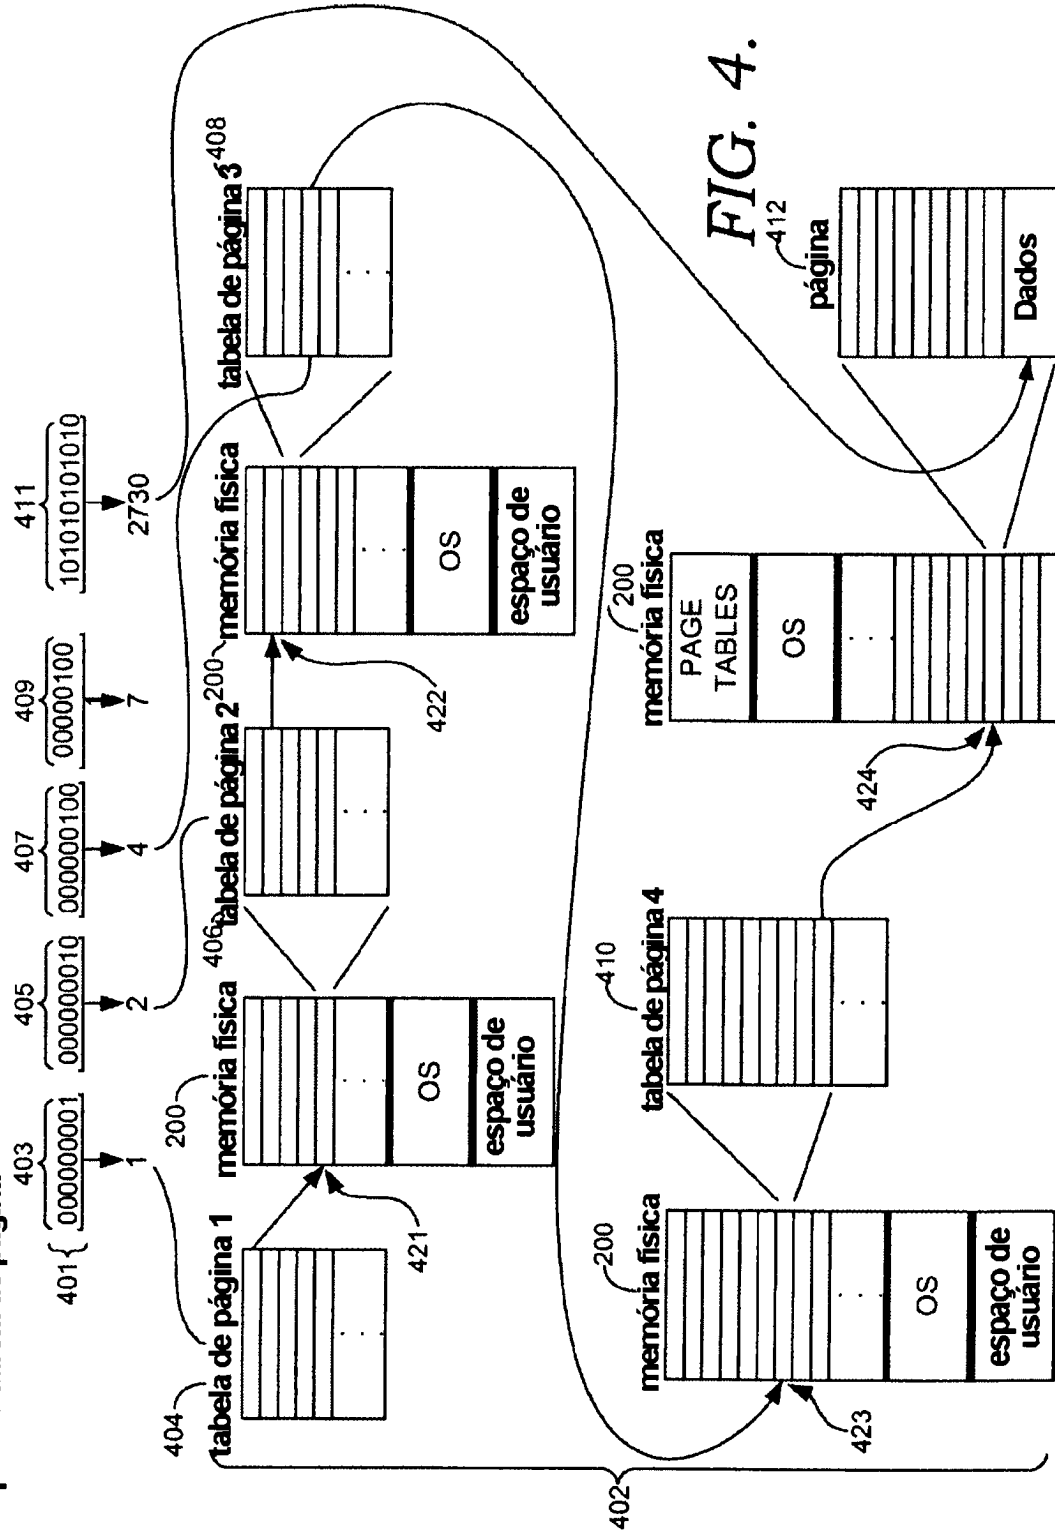 403 405 407 409 411
401 { 000000001 000000010 000000100 00000100 101010101010
1 2 4 7 2730
404
tabela de página 1
421
200
memória física
OS
espaço de
usuário
406
tabela de página 2
422
200
memória física
OS
espaço de
usuário
tabela de página 3
408
402
423
memória física
200
OS
espaço de
usuário
tabela de página 4
410
424
memória física
200
PAGE
TABLES
OS
página
412
Dados
FIG. 4.